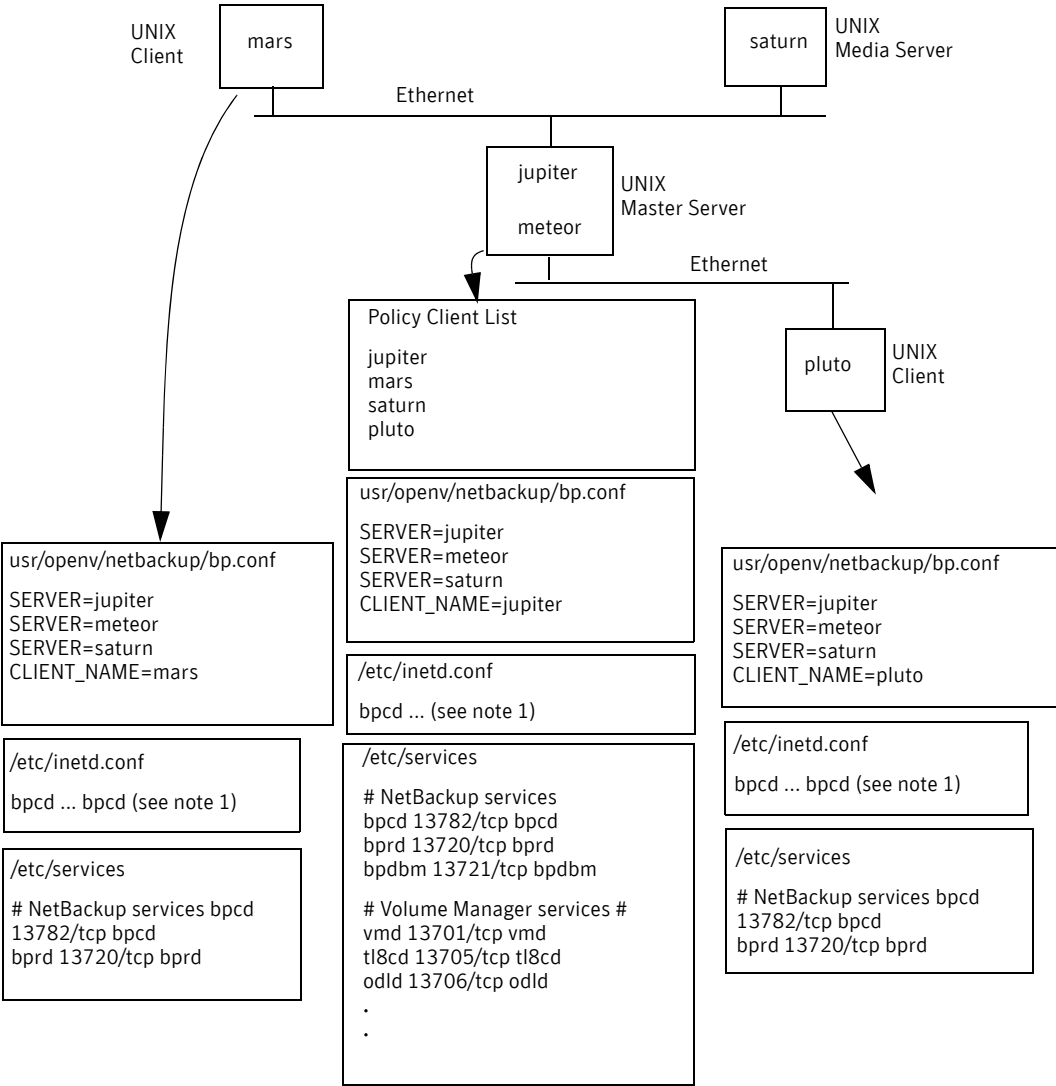 UNIX
Client
mars
saturn
UNIX
Media Server
Ethernet
jupiter
meteor
UNIX
Master Server
Ethernet
pluto
UNIX
Client
Policy Client List
jupiter
mars
saturn
pluto
usr/openv/netbackup/bp.conf
SERVER=jupiter
SERVER=meteor
SERVER=saturn
CLIENT_NAME=mars
/etc/inetd.conf
bpcd ... bpcd (see note 1)
/etc/services
# NetBackup services bpcd
13782/tcp bpcd
bprd 13720/tcp bprd
usr/openv/netbackup/bp.conf
SERVER=jupiter
SERVER=meteor
SERVER=saturn
CLIENT_NAME=jupiter
/etc/inetd.conf
bpcd ... (see note 1)
/etc/services
# NetBackup services
bpcd 13782/tcp bpcd
bprd 13720/tcp bprd
bpdbm 13721/tcp bpdbm
# Volume Manager services #
vmd 13701/tcp vmd
tl8cd 13705/tcp tl8cd
odld 13706/tcp odld
.
.
usr/openv/netbackup/bp.conf
SERVER=jupiter
SERVER=meteor
SERVER=saturn
CLIENT_NAME=pluto
/etc/inetd.conf
bpcd ... bpcd (see note 1)
/etc/services
# NetBackup services bpcd
13782/tcp bpcd
bprd 13720/tcp bprd